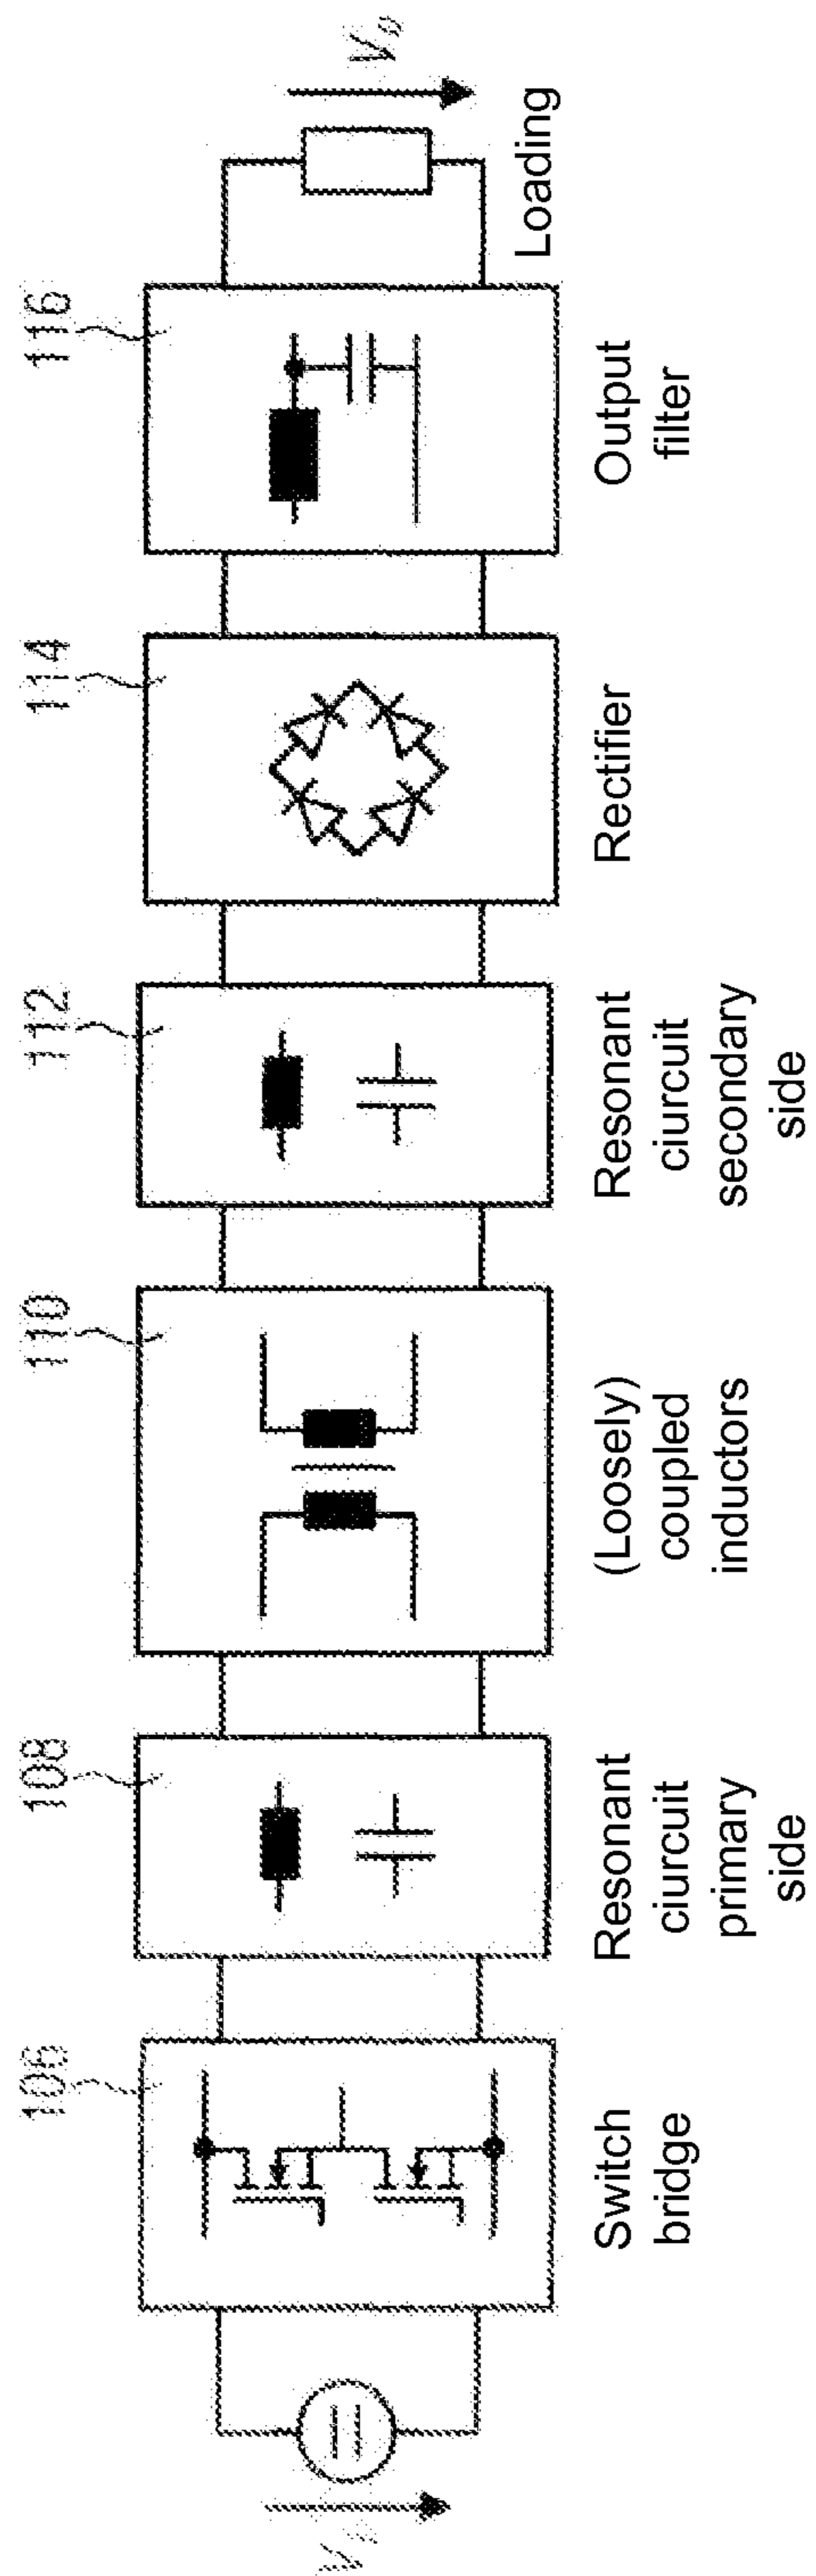 106
108
110
112
114
116
Switch
bridge
Resonant
ciurcuit
primary
side
(Loosely)
coupled
inductors
Resonant
ciurcuit
secondary
side
Rectifier
Output
filter
Loading